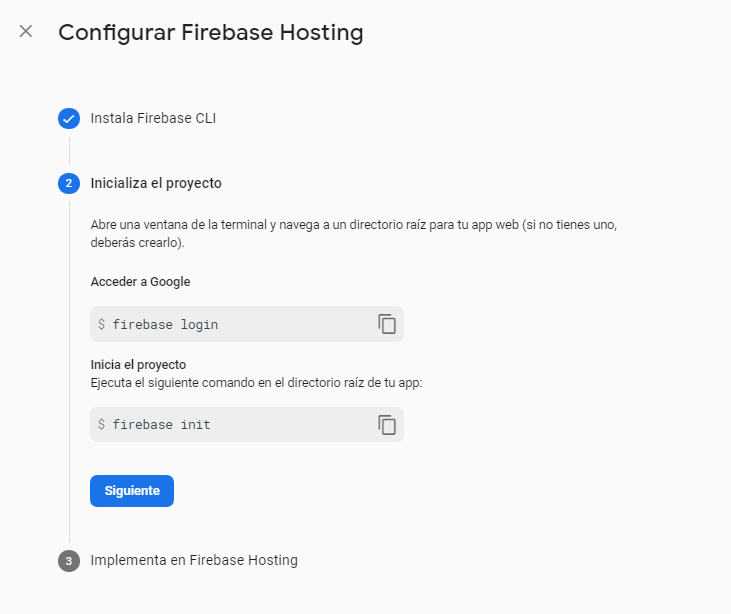 Configurar Firebase Hosting
Instala Firebase CLI
2 Inicializa el proyecto
Abre una ventana de la terminal y navega a un directorio raíz para tu app web (si no tienes uno,
deberás crearlo).
Acceder a Google
$ firebase login
Inicia el proyecto
Ejecuta el siguiente comando en el directorio raíz de tu app:
$ firebase init
Siguiente
3 Implementa en Firebase Hosting